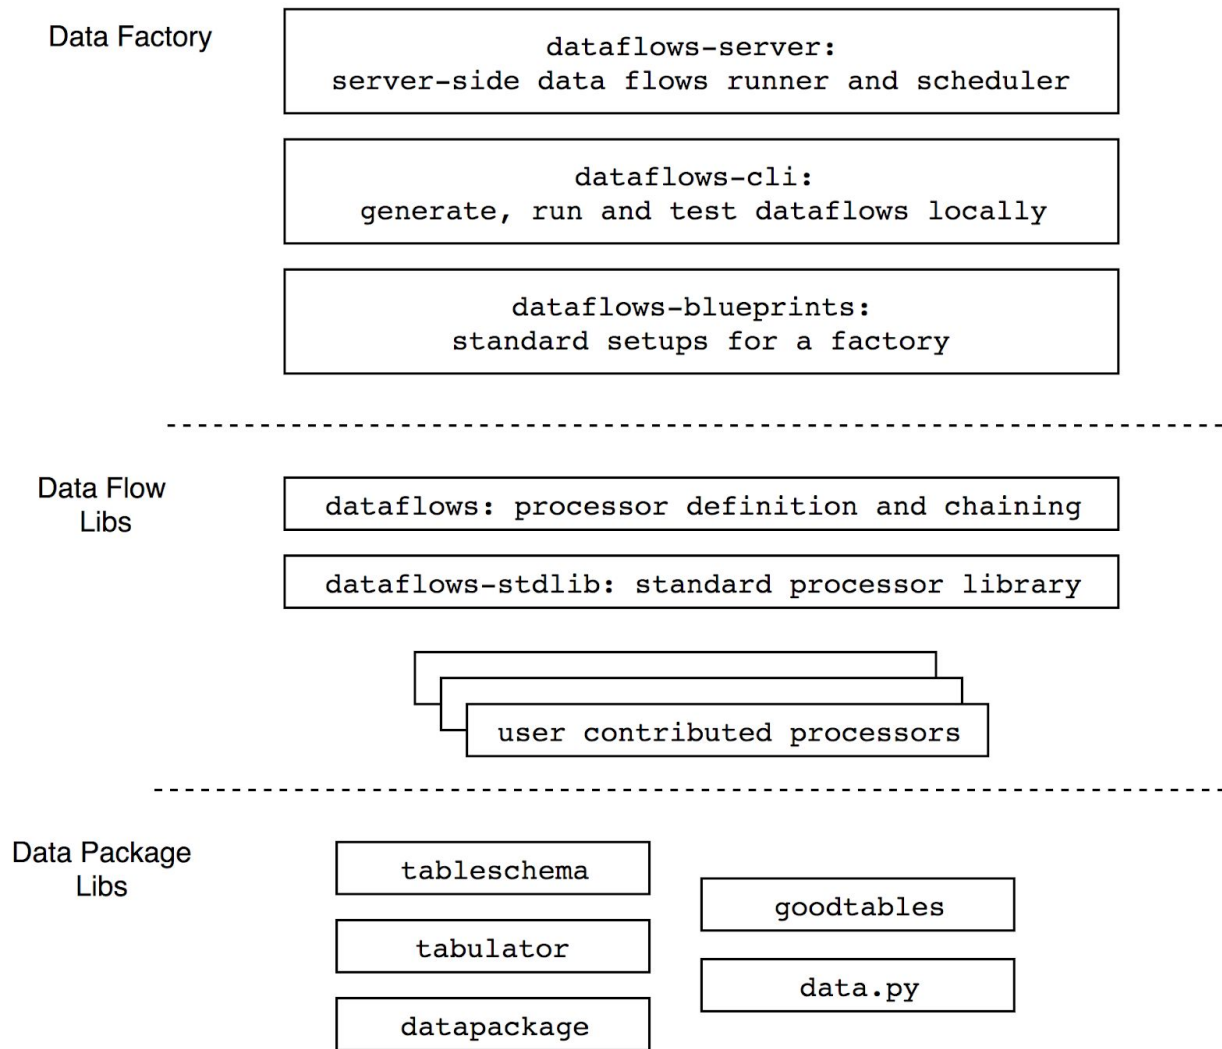 Data Factory
dataflows-server:
server-side data flows runner and scheduler
dataflows-cli:
generate, run and test dataflows locally
dataflows-blueprints:
standard setups for a factory
Data Flow
Libs
dataflows: processor definition and chaining
dataflows-stdlib: standard processor library
user contributed processors
Data Package
Libs
tableschema
tabulator
datapackage
goodtables
data.py